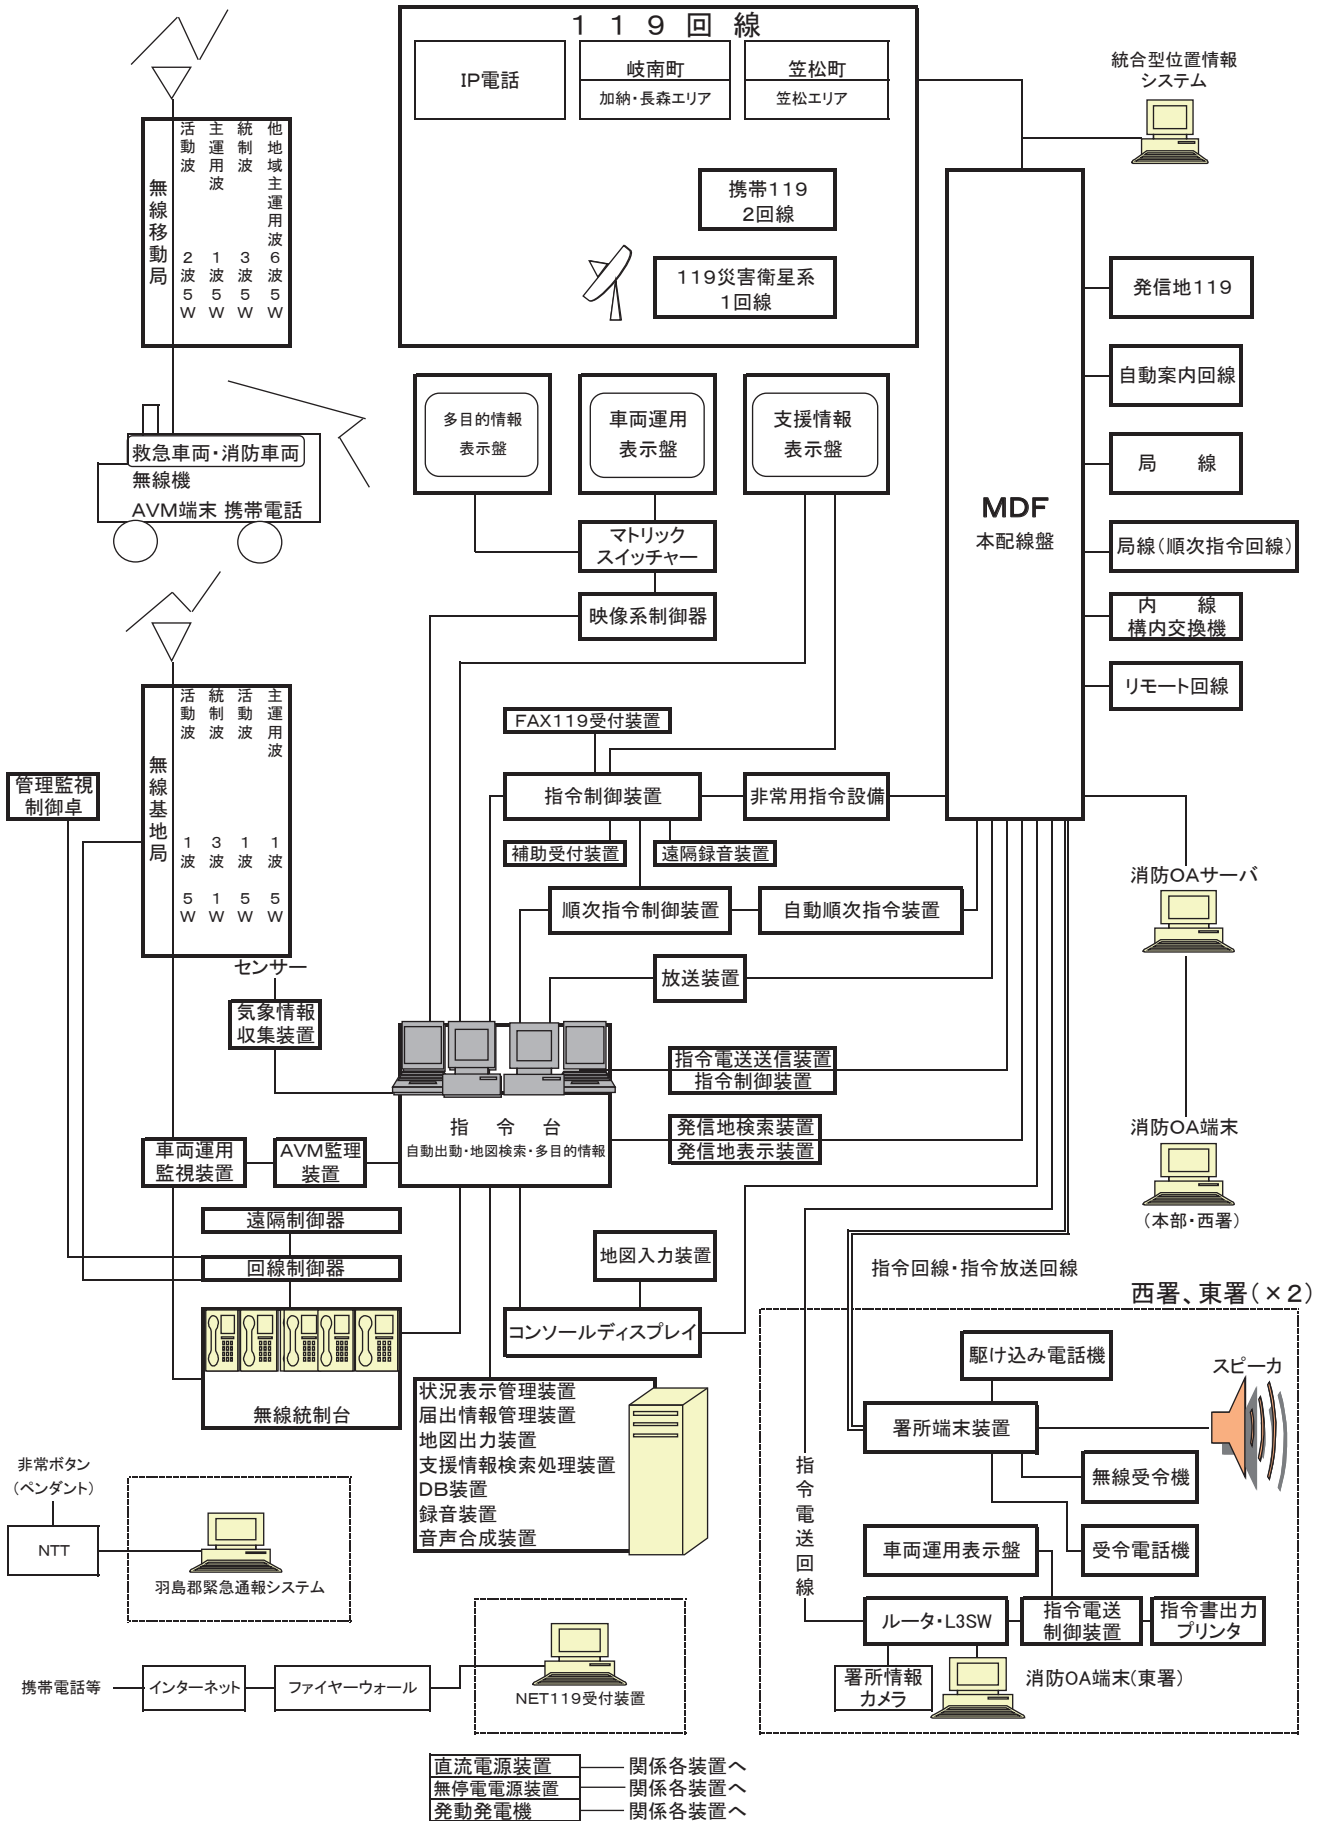 119回線
IP電話
岐南町
加納・長森エリア
笠松町
笠松エリア
携帯119
2回線
119災害衛星系
1回線
統合型位置情報
システム
無線移動局
活動波 2波5W
主運用波 1波5W
統制波 3波5W
他地域主運用波 6波5W
救急車両・消防車両
無線機
AVM端末 携帯電話
多目的情報
表示盤
車両運用
表示盤
支援情報
表示盤
マトリック
スイッチャー
映像系制御器
MDF
本配線盤
発信地119
自動案内回線
局 線
局線(順次指令回線)
内 線
構内交換機
リモート回線
無線基地局
活動波 1波 5W
統制波 3波 1W
活動波 1波 5W
主運用波 1波 5W
管理監視
制御卓
FAX119受付装置
指令制御装置
非常用指令設備
補助受付装置
遠隔録音装置
順次指令制御装置
自動順次指令装置
放送装置
消防OAサーバ
センサー
気象情報
収集装置
指令電送送信装置
指令制御装置
指 令 台
自動出動・地図検索・多目的情報
発信地検索装置
発信地表示装置
消防OA端末
(本部・西署)
車両運用
監視装置
AVM監理
装置
遠隔制御器
回線制御器
地図入力装置
コンソールディスプレイ
無線統制台
指令回線・指令放送回線
西署、東署(×2)
駆け込み電話機
スピーカ
署所端末装置
無線受令機
受令電話機
指令電送回線
車両運用表示盤
ルータ・L3SW
指令電送
制御装置
指令書出力
プリンタ
署所情報
カメラ
消防OA端末(東署)
状況表示管理装置
届出情報管理装置
地図出力装置
支援情報検索処理装置
DB装置
録音装置
音声合成装置
非常ボタン
(ペンダント)
NTT
羽島郡緊急通報システム
携帯電話等
インターネット
ファイヤーウォール
NET119受付装置
直流電源装置 関係各装置へ
無停電電源装置 関係各装置へ
発動発電機 関係各装置へ